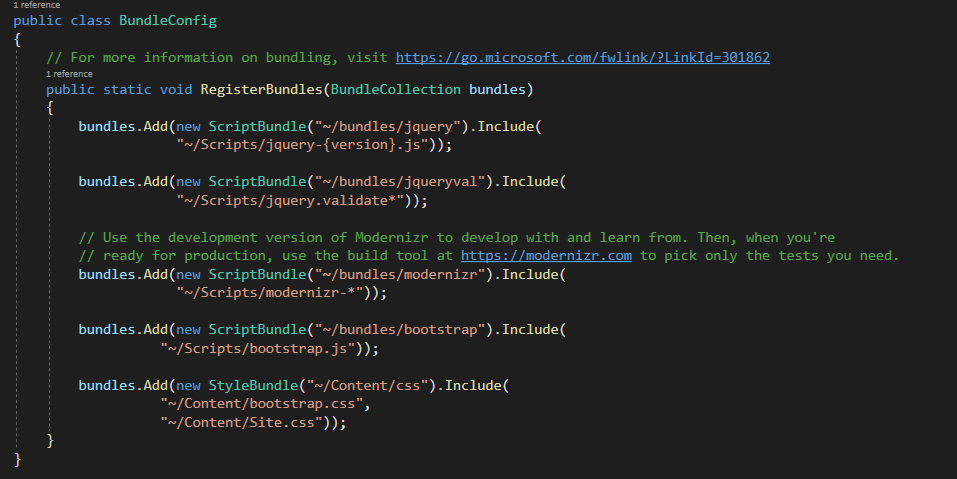 1 reference
public class BundleConfig
{
// For more information on bundling, visit https://go.microsoft.com/fwlink/?LinkId=301862
1 reference
public static void RegisterBundles(BundleCollection bundles)
{
bundles.Add(new ScriptBundle("~/bundles/jquery").Include(
"~/Scripts/jquery-{version}.js"));
bundles.Add(new ScriptBundle("~/bundles/jqueryval").Include(
"~/Scripts/jquery.validate*"));
// Use the development version of Modernizr to develop with and learn from. Then, when you're
// ready for production, use the build tool at https://modernizr.com to pick only the tests you need.
bundles.Add(new ScriptBundle("~/bundles/modernizr").Include(
"~/Scripts/modernizr-*"));
bundles.Add(new ScriptBundle("~/bundles/bootstrap").Include(
"~/Scripts/bootstrap.js"));
bundles.Add(new StyleBundle("~/Content/css").Include(
"~/Content/bootstrap.css",
"~/Content/Site.css"));
}
}